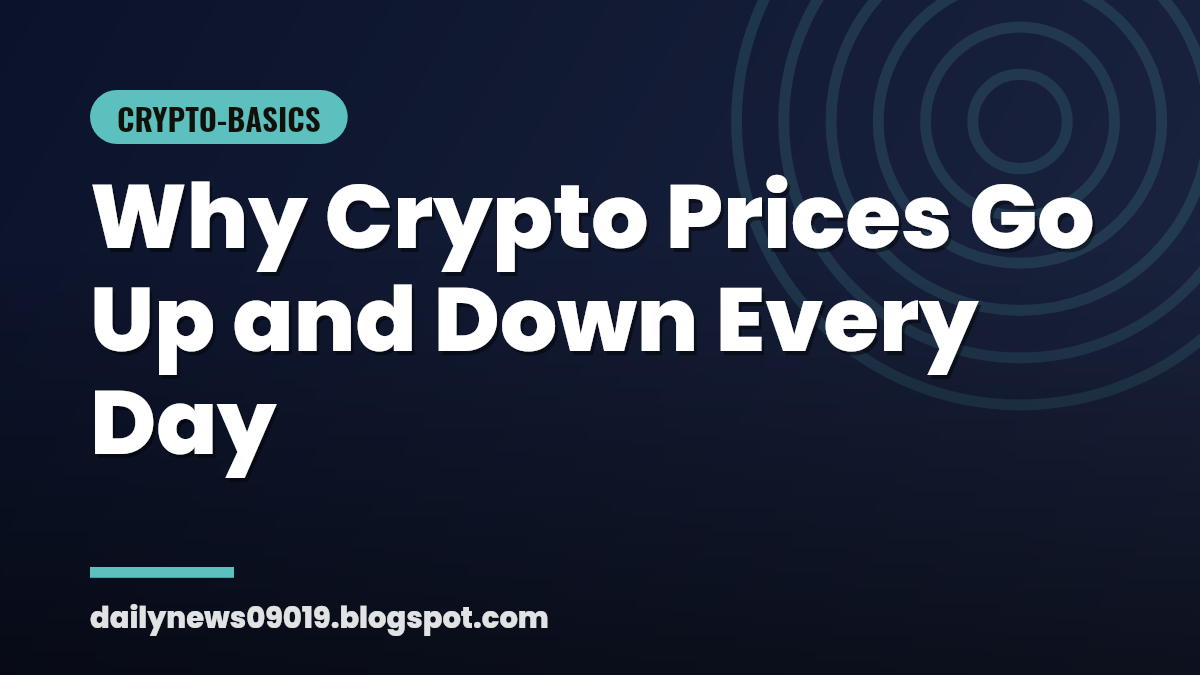 CRYPTO-BASICS
Why Crypto Prices Go
Up and Down Every
Day
dailynews09019.blogspot.com